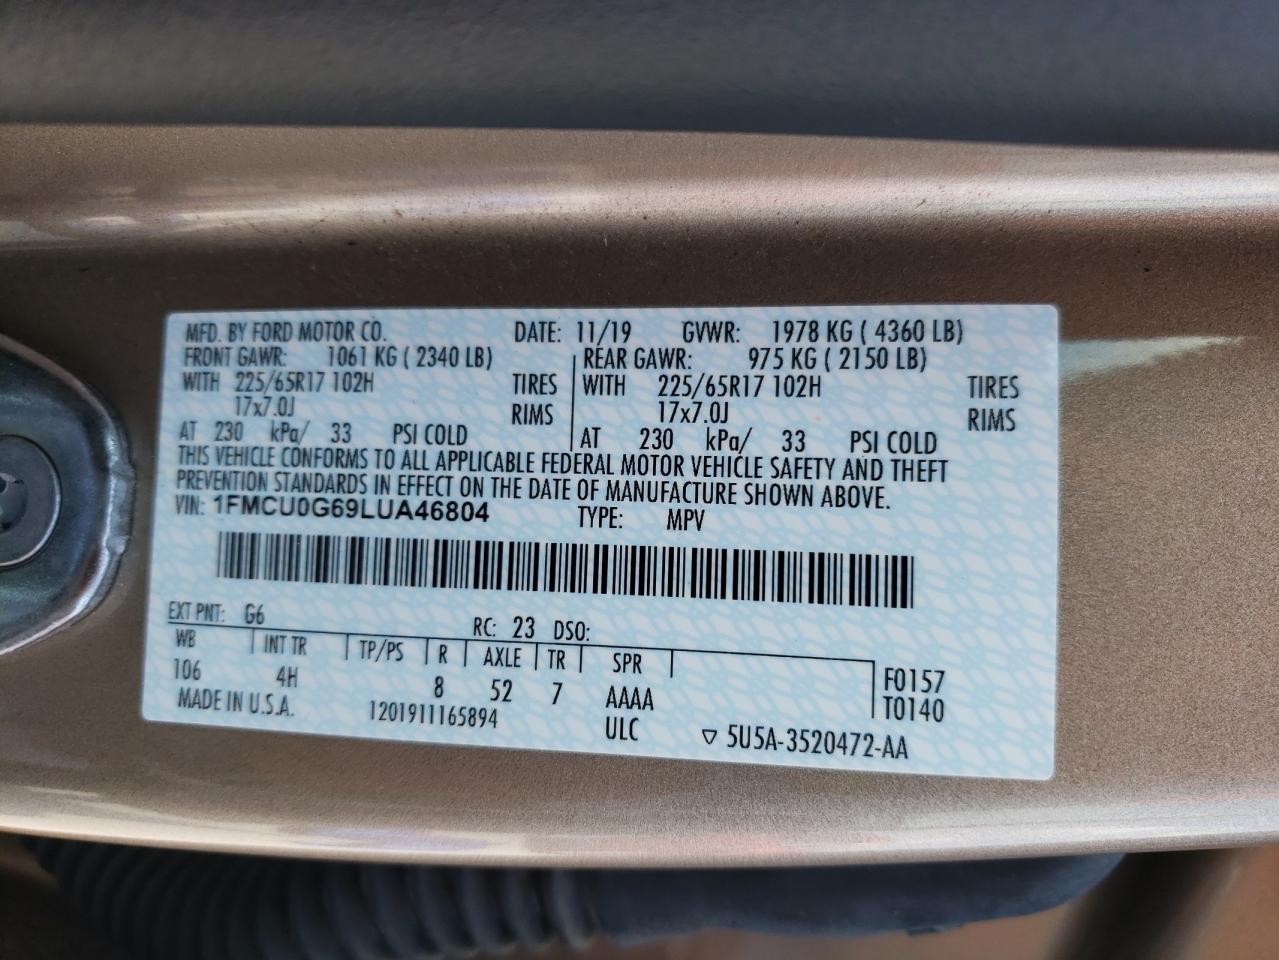 MFD. BY FORD MOTOR CO. DATE: 11/19 GVWR: 1978 KG ( 4360 LB)
FRONT GAWR: 1061 KG ( 2340 LB) REAR GAWR: 975 KG ( 2150 LB)
WITH 225/65R17 102H TIRES WITH 225/65R17 102H TIRES
17x7.0J RIMS 17x7.0J RIMS
AT 230 kPa/ 33 PSI COLD AT 230 kPa/ 33 PSI COLD
THIS VEHICLE CONFORMS TO ALL APPLICABLE FEDERAL MOTOR VEHICLE SAFETY AND THEFT
PREVENTION STANDARDS IN EFFECT ON THE DATE OF MANUFACTURE SHOWN ABOVE.
VIN: 1FMCU0G69LUA46804 TYPE: MPV
EXT PNT: G6 RC: 23 DSO:
WB INT TR TP/PS R AXLE TR SPR
106 4H 8 52 7 AAAA F0157
T0140
MADE IN U.S.A. 1201911165894 ULC ▽ 5U5A-3520472-AA